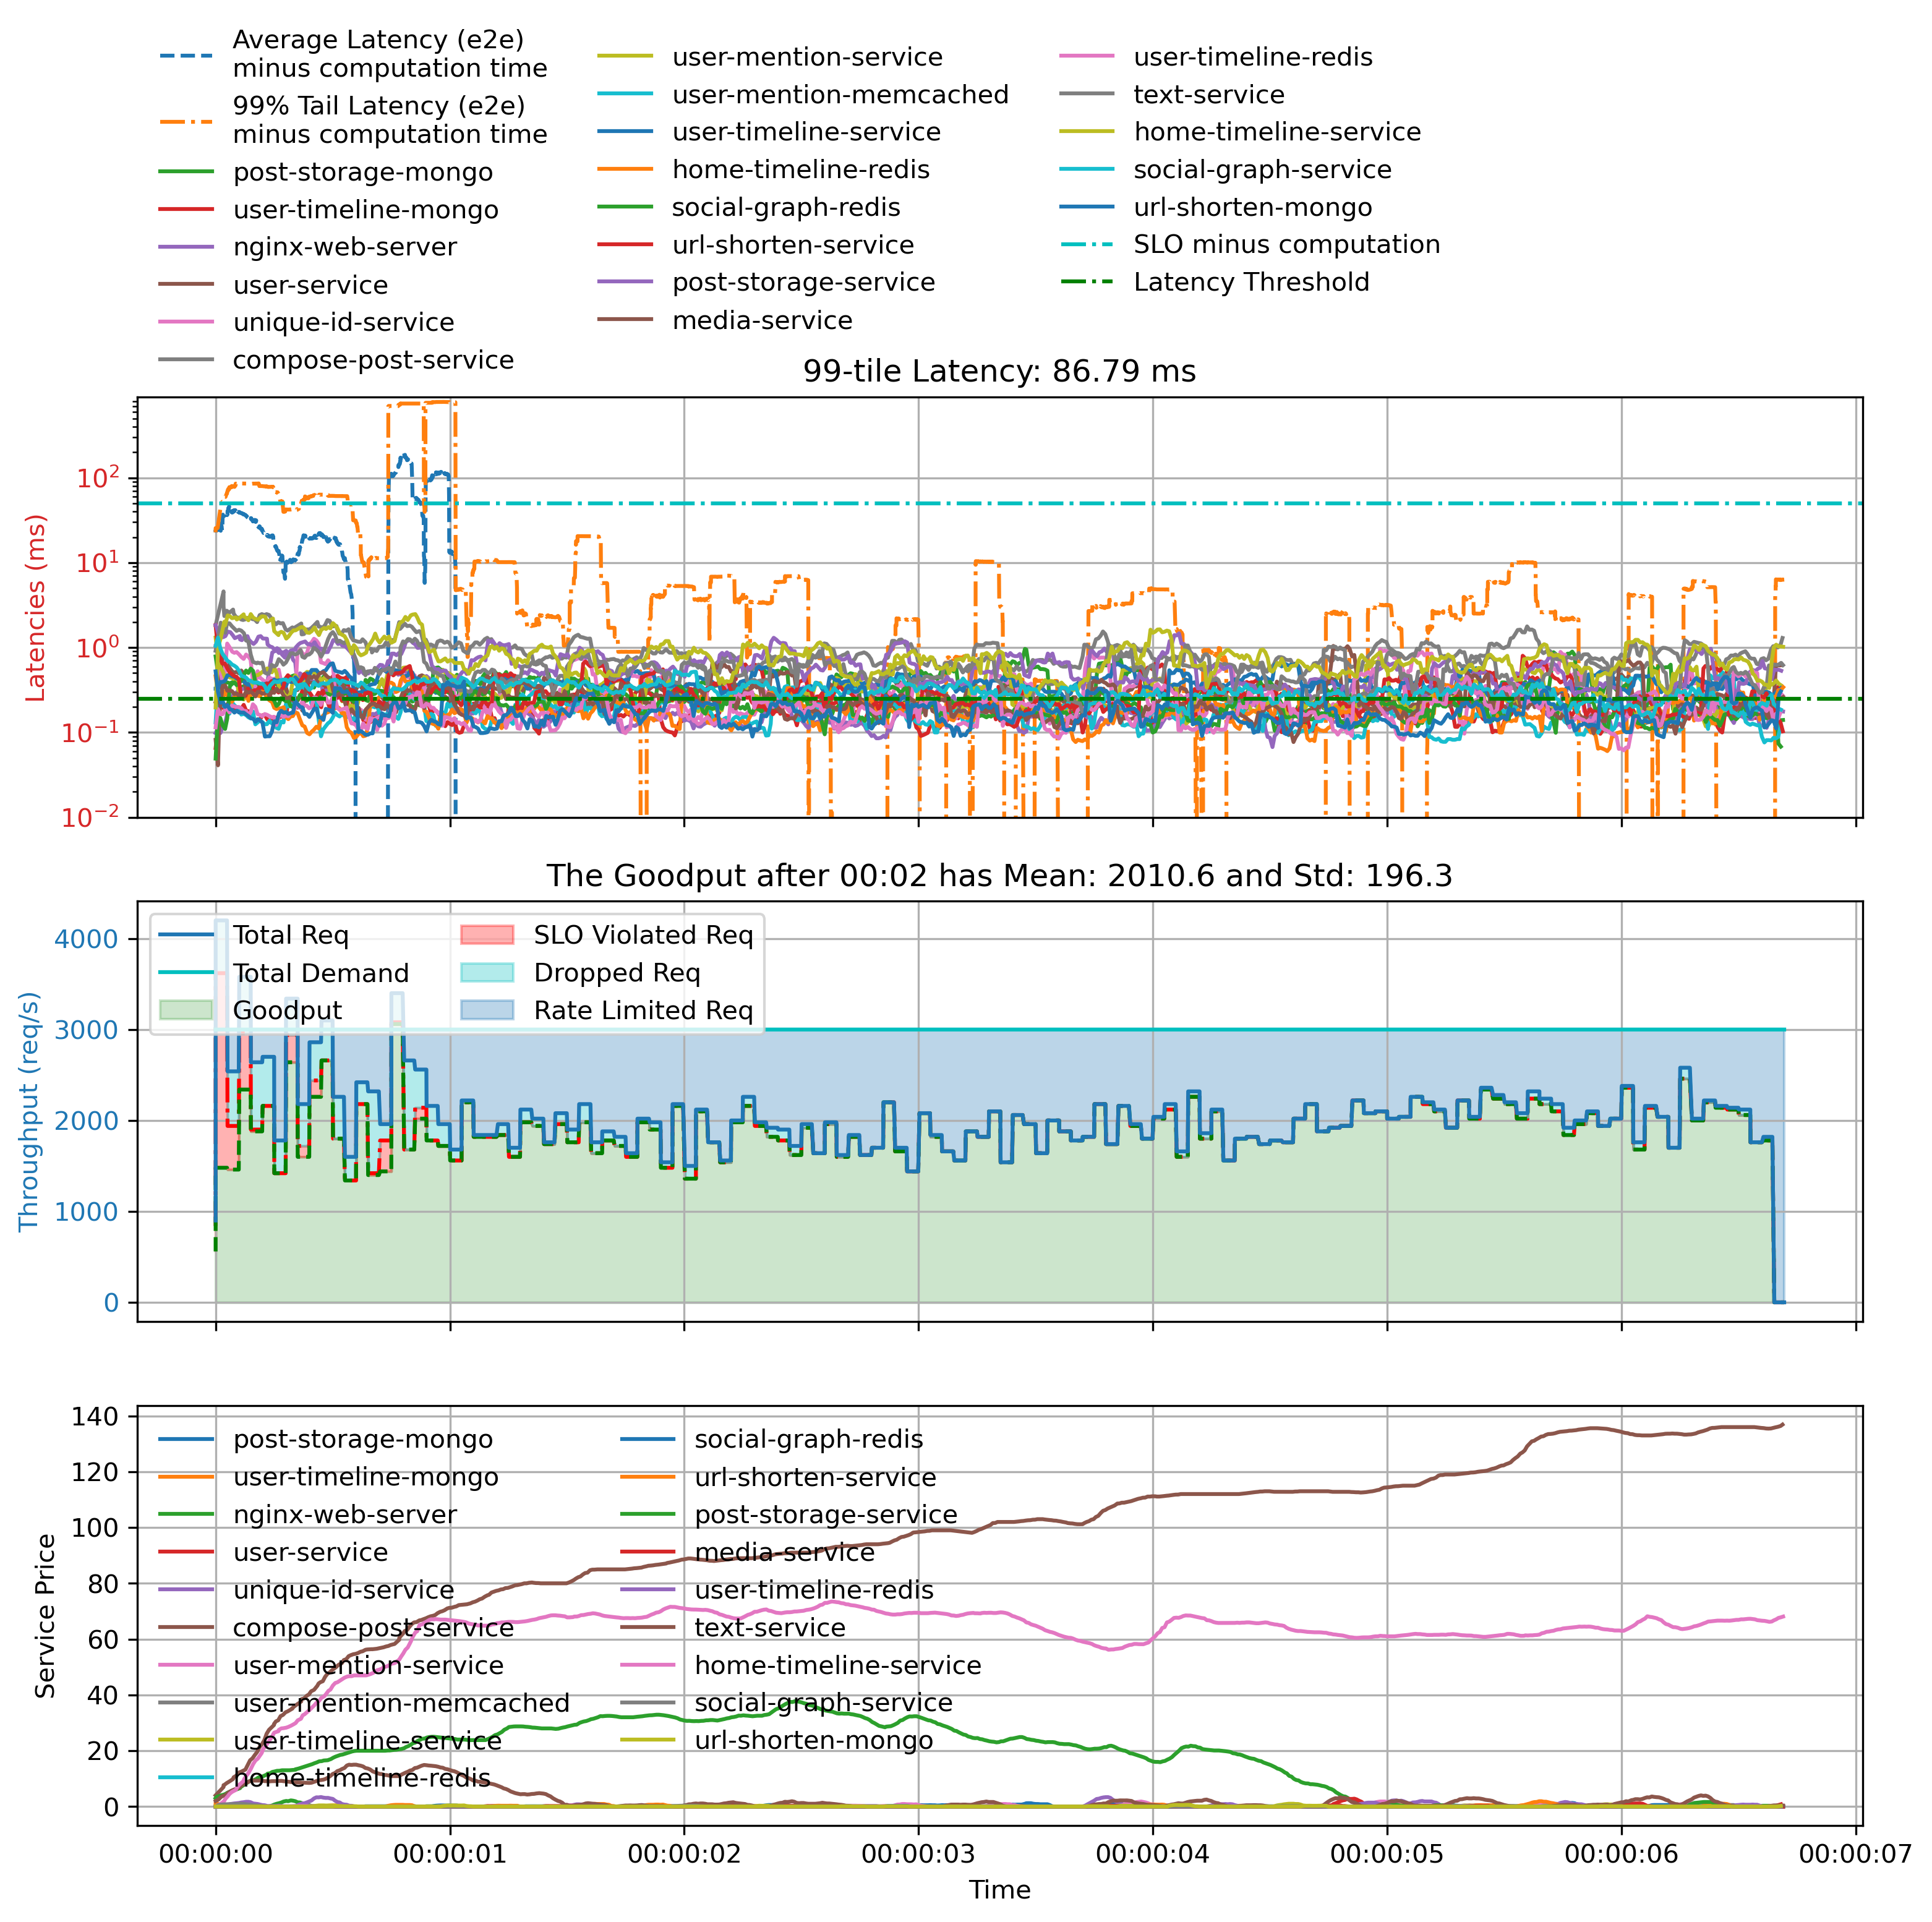 Average Latency (e2e)
minus computation time
99% Tail Latency (e2e)
minus computation time
post-storage-mongo
user-timeline-mongo
nginx-web-server
user-service
unique-id-service
compose-post-service
user-mention-service
user-mention-memcached
user-timeline-service
home-timeline-redis
social-graph-redis
url-shorten-service
post-storage-service
media-service
user-timeline-redis
text-service
home-timeline-service
social-graph-service
url-shorten-mongo
SLO minus computation
Latency Threshold
99-tile Latency: 86.79 ms
Latencies (ms)
10²
10¹
10⁰
10⁻¹
10⁻²
The Goodput after 00:02 has Mean: 2010.6 and Std: 196.3
Throughput (req/s)
4000
3000
2000
1000
0
Total Req
Total Demand
Goodput
SLO Violated Req
Dropped Req
Rate Limited Req
Service Price
140
120
100
80
60
40
20
0
post-storage-mongo
user-timeline-mongo
nginx-web-server
user-service
unique-id-service
compose-post-service
user-mention-service
user-mention-memcached
user-timeline-service
home-timeline-redis
social-graph-redis
url-shorten-service
post-storage-service
media-service
user-timeline-redis
text-service
home-timeline-service
social-graph-service
url-shorten-mongo
00:00:00 00:00:01 00:00:02 00:00:03 00:00:04 00:00:05 00:00:06 00:00:07
Time